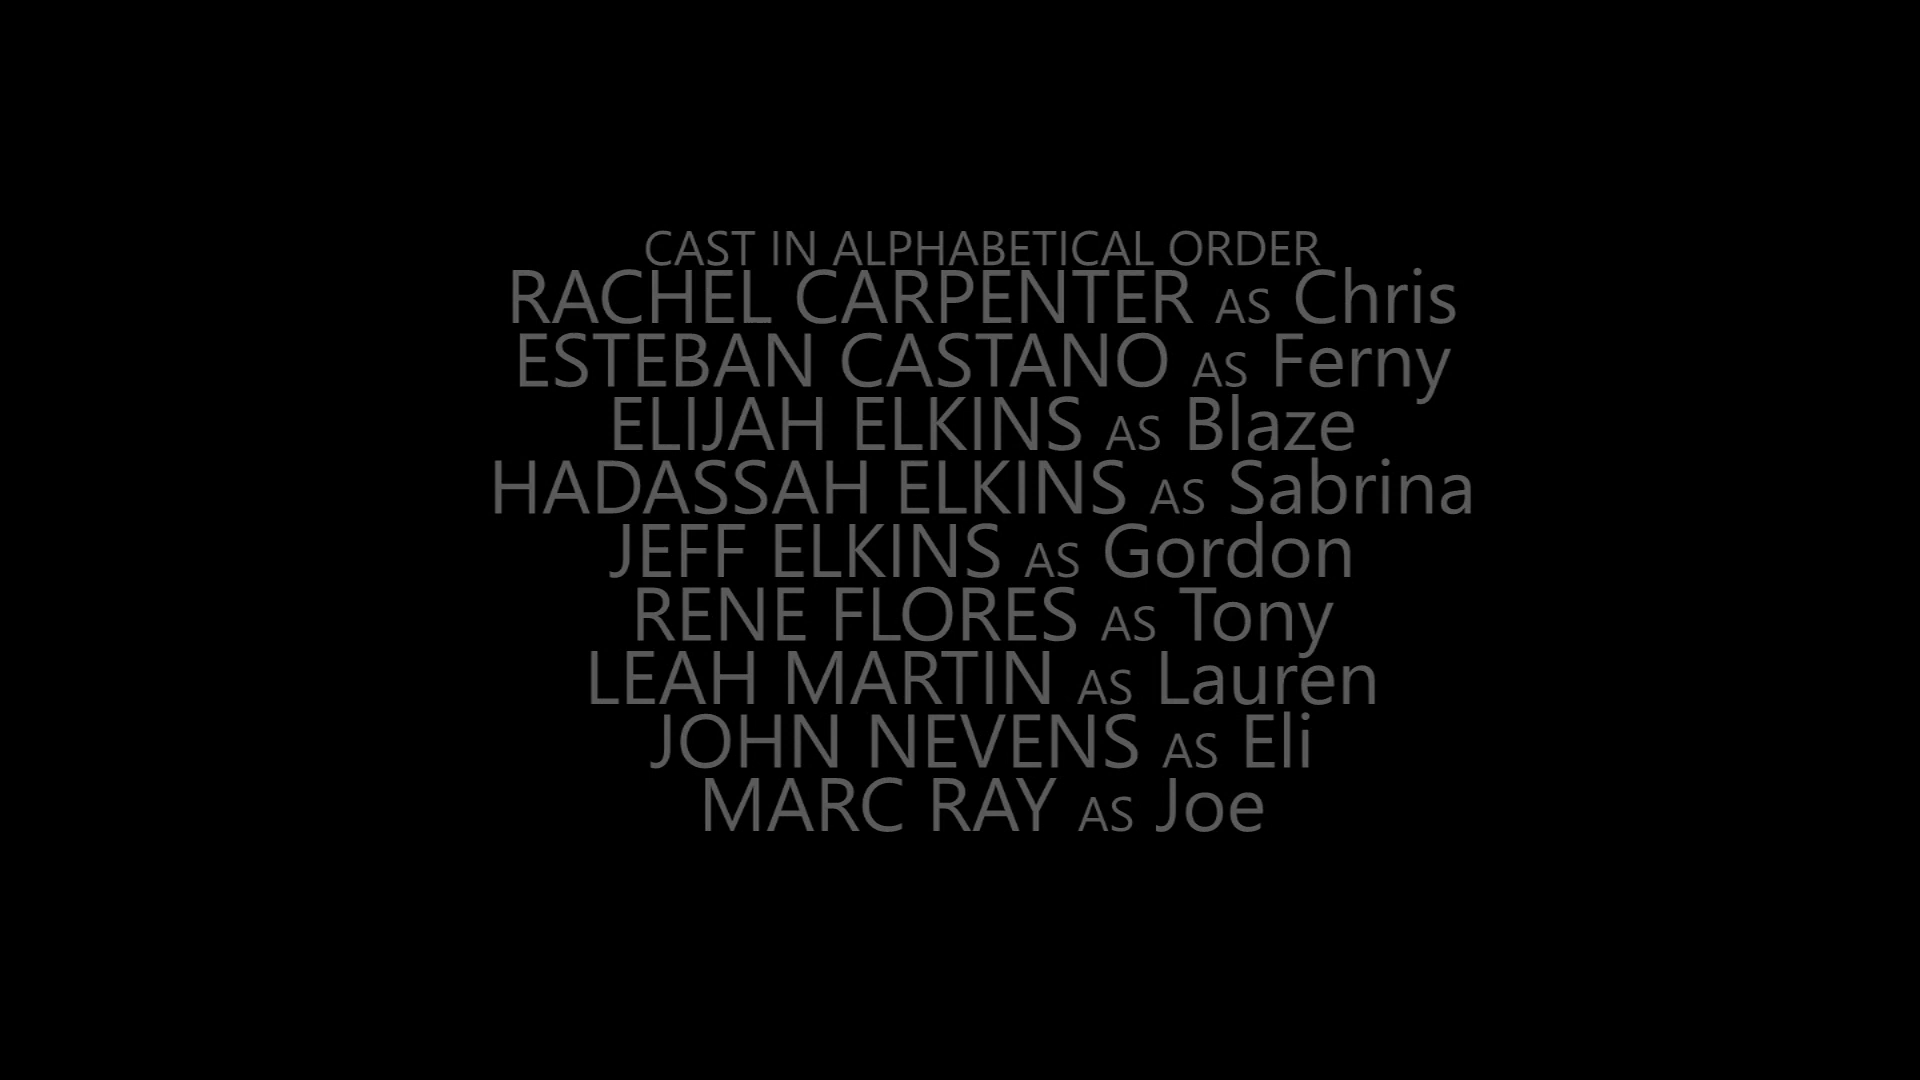 CAST IN ALPHABETICAL ORDER
RACHEL CARPENTER AS Chris
ESTEBAN CASTANO AS Ferny
ELIJAH ELKINS AS Blaze
HADASSAH ELKINS AS Sabrina
JEFF ELKINS AS Gordon
RENE FLORES AS Tony
LEAH MARTIN AS Lauren
JOHN NEVENS AS Eli
MARC RAY AS Joe